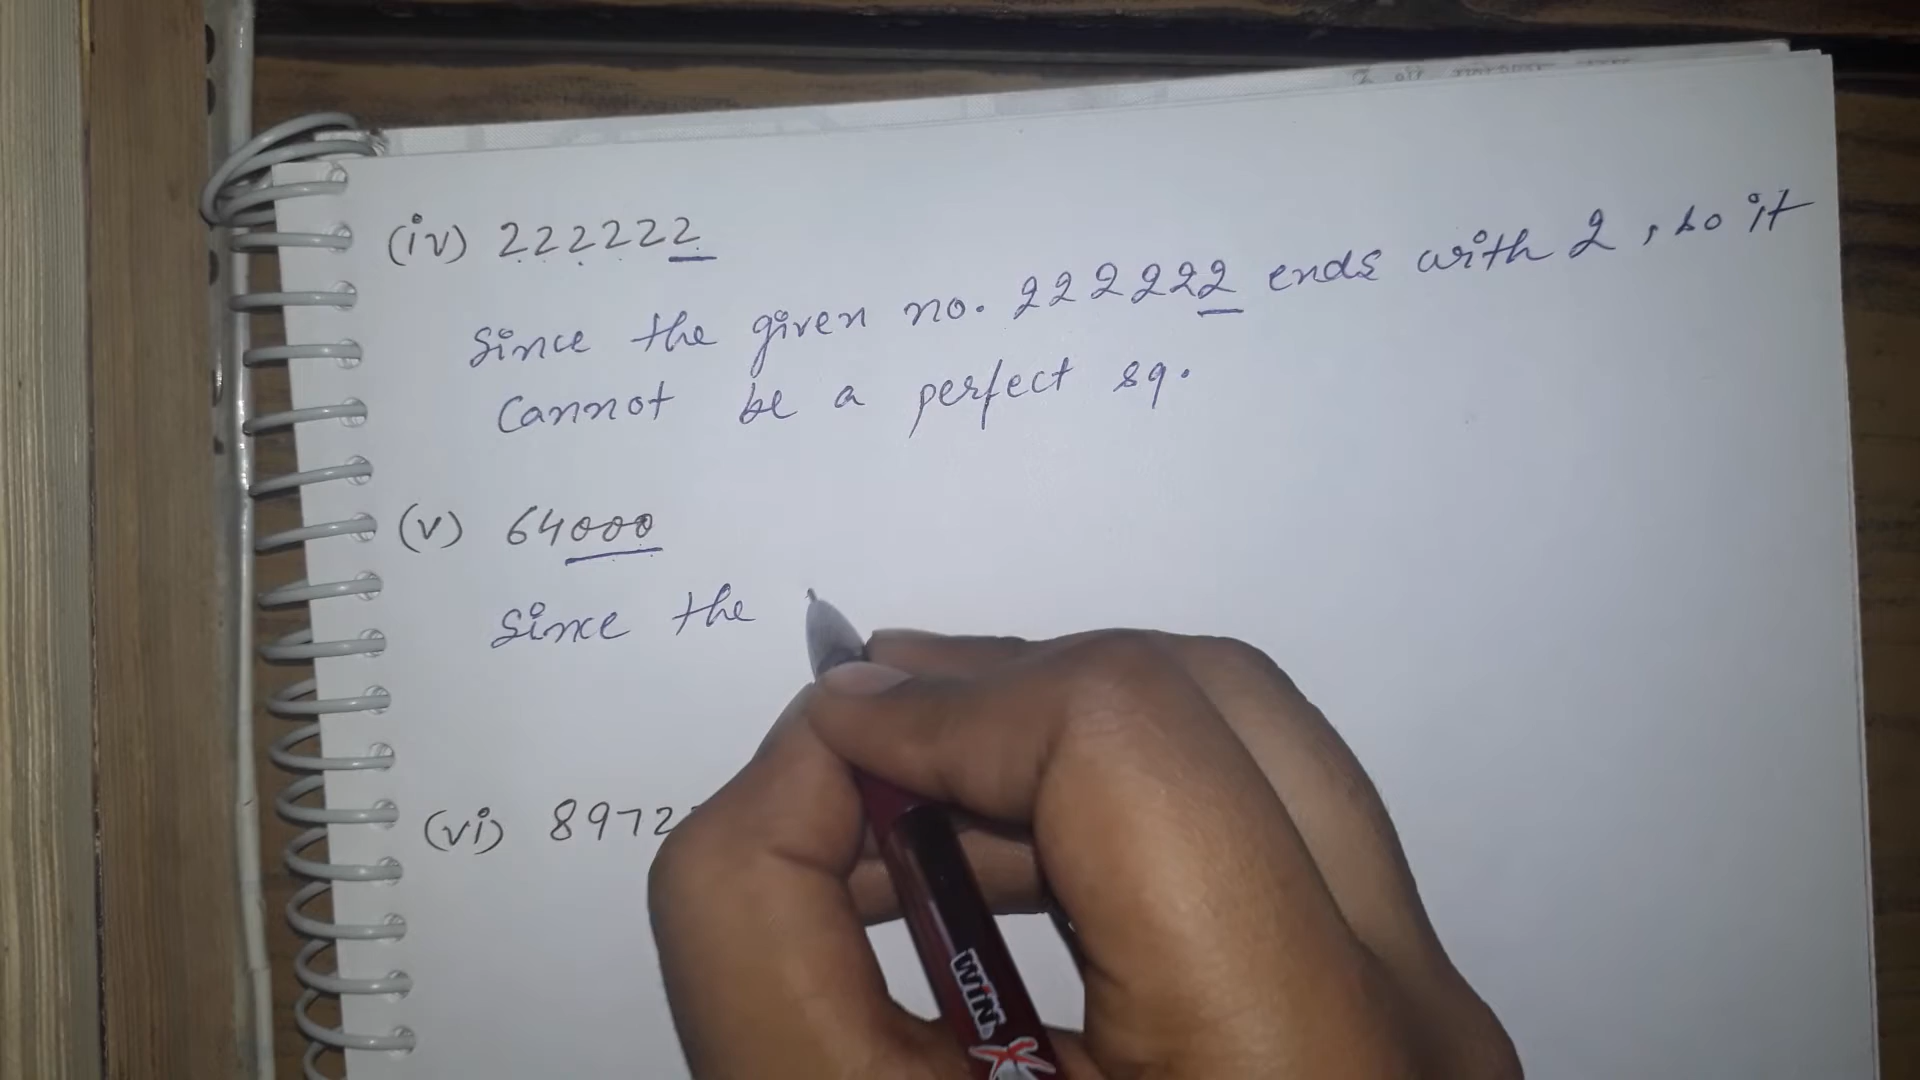 (iv) 222222
Since the given no. 222222 ends with 2, so it
cannot be a perfect sq.
(v) 64000
Since the
(vi) 8972
WIN